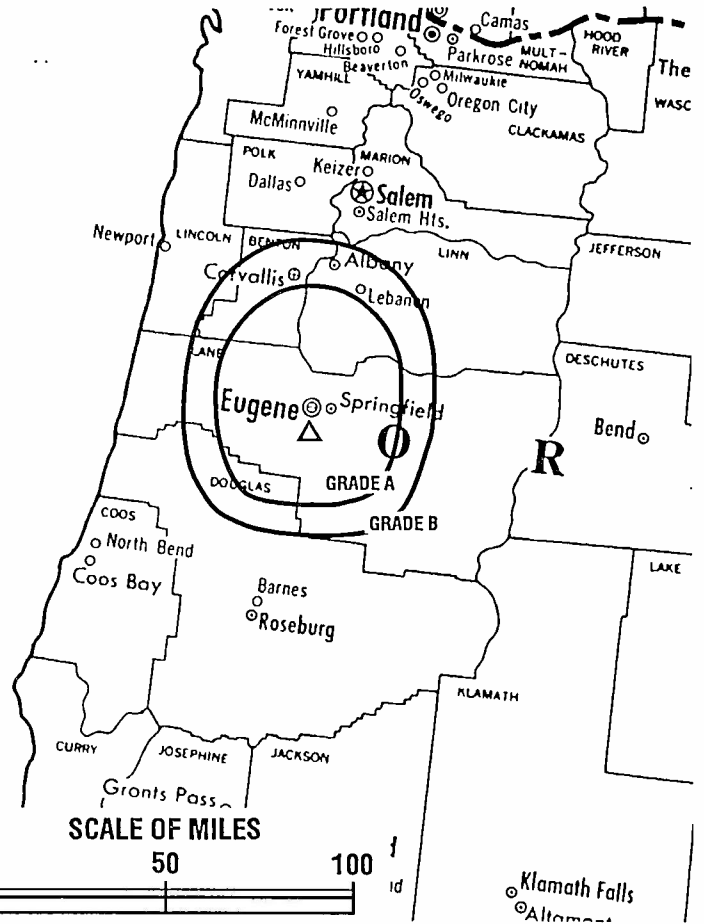 Portland
Camas
Forest Grove
Hillsboro
Parkrose
MULT-
NOMAH
HOOD
RIVER
Beaverton
The
YAMHILL
Milwaukie
Oswego
Oregon City
WASC
McMinnville
CLACKAMAS
POLK
MARION
Keizer
Dallas
Salem
Salem Hts.
Newport
LINCOLN
BENTON
LINN
JEFFERSON
Albany
Corvallis
Lebanon
LANE
DESCHUTES
Eugene
Springfield
Bend
O
R
DOUGLAS
GRADE A
GRADE B
COOS
North Bend
Coos Bay
LAKE
Barnes
Roseburg
KLAMATH
CURRY
JOSEPHINE
JACKSON
Gronts Pass
SCALE OF MILES
50
100
Klamath Falls
Altamont